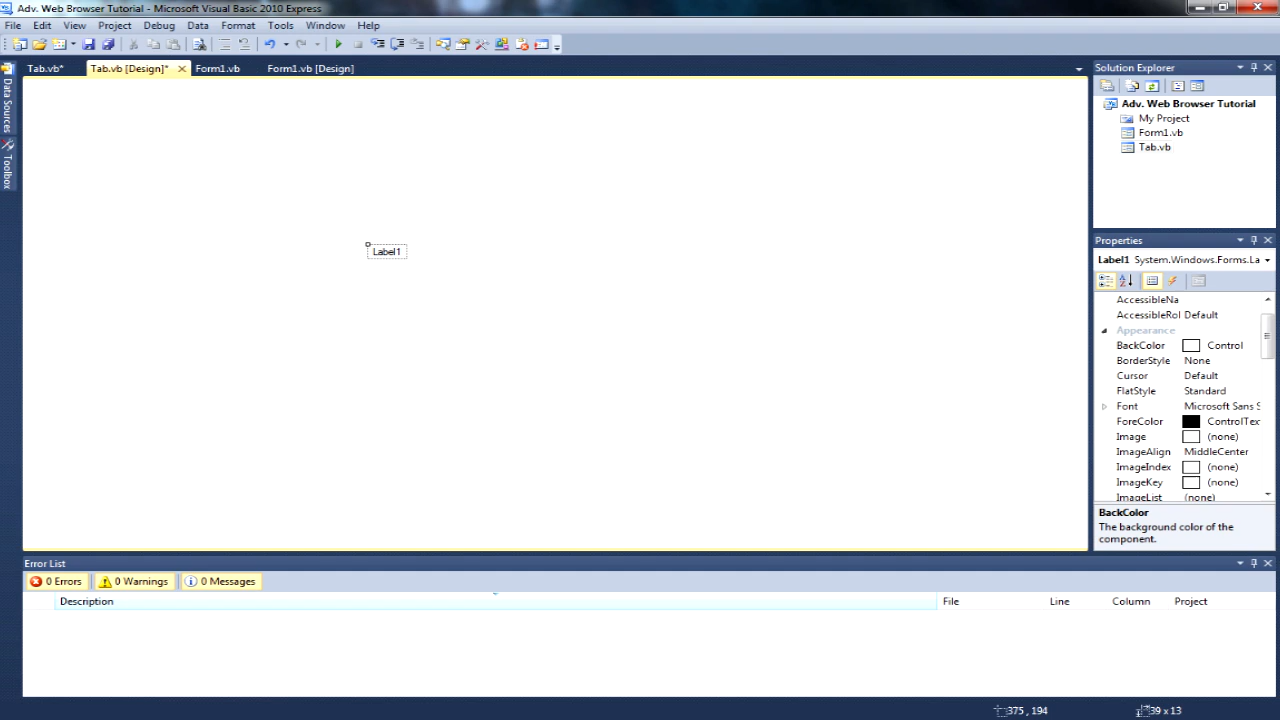 Adv. Web Browser Tutorial - Microsoft Visual Basic 2010 Express
File Edit View Project Debug Data Format Tools Window Help
Tab.vb* Tab.vb [Design]* Form1.vb Form1.vb [Design]
Data Sources
Toolbox
Label1
Solution Explorer
Adv. Web Browser Tutorial
My Project
Form1.vb
Tab.vb
Properties
Label1 System.Windows.Forms.La
AccessibleNa
AccessibleRol Default
Appearance
BackColor Control
BorderStyle None
Cursor Default
FlatStyle Standard
Font Microsoft Sans S
ForeColor ControlTex
Image (none)
ImageAlign MiddleCenter
ImageIndex (none)
ImageKey (none)
ImageList (none)
BackColor
The background color of the
component.
Error List
0 Errors 0 Warnings 0 Messages
Description File Line Column Project
375 , 194 39 x 13